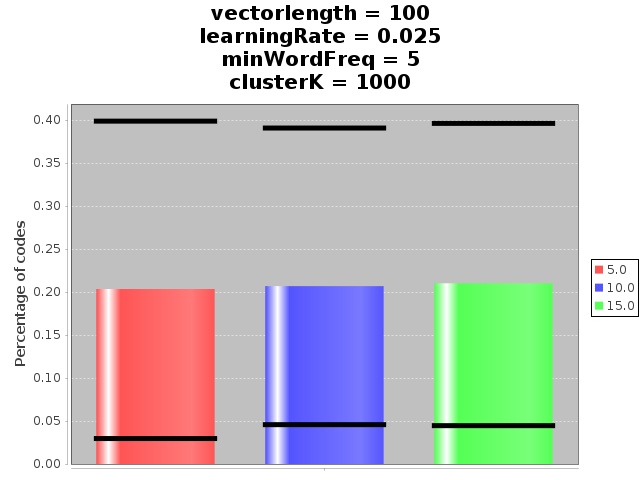 vectorlength = 100
learningRate = 0.025
minWordFreq = 5
clusterK = 1000
0.40
0.35
0.30
0.25
0.20
0.15
0.10
0.05
0.00
Percentage of codes
5.0
10.0
15.0